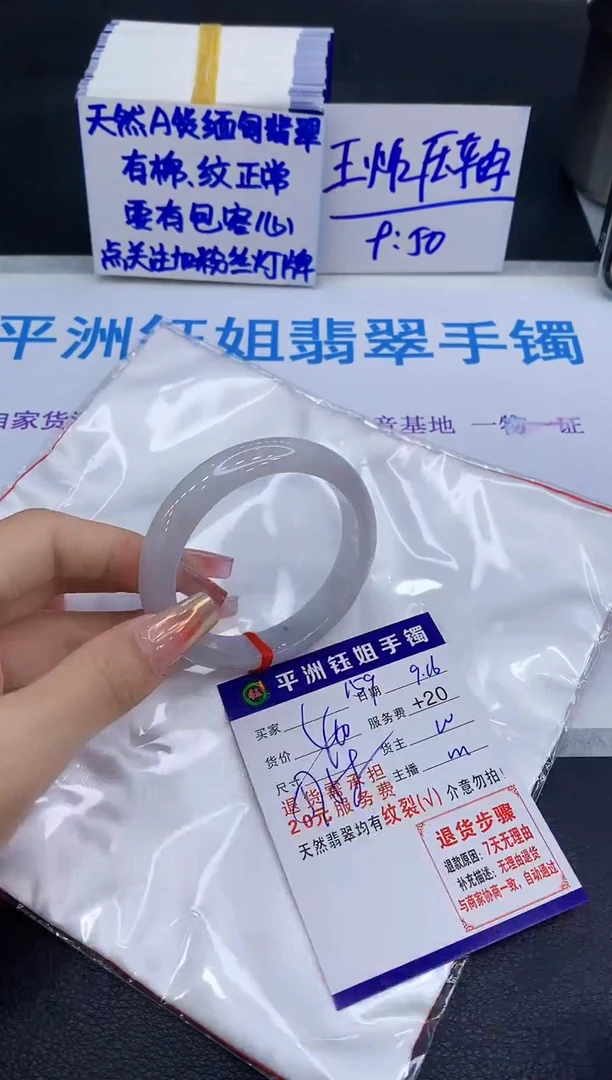 天然A货缅甸翡翠
有棉、纹正常
要有包容心
点关注加粉丝灯牌
9:50
平洲钰姐翡翠手镯
自家货
基地 一物一证
平洲钰姐手镯
159 日期 9.16
买家
服务费 +20
货价
货主 W
尺寸
主播 m
退货需承担
20元服务费
天然翡翠均有纹裂(√) 介意勿拍!
退货步骤
退款原因:7天无理由
补充描述:无理由退货
与商家协商一致,自动通过